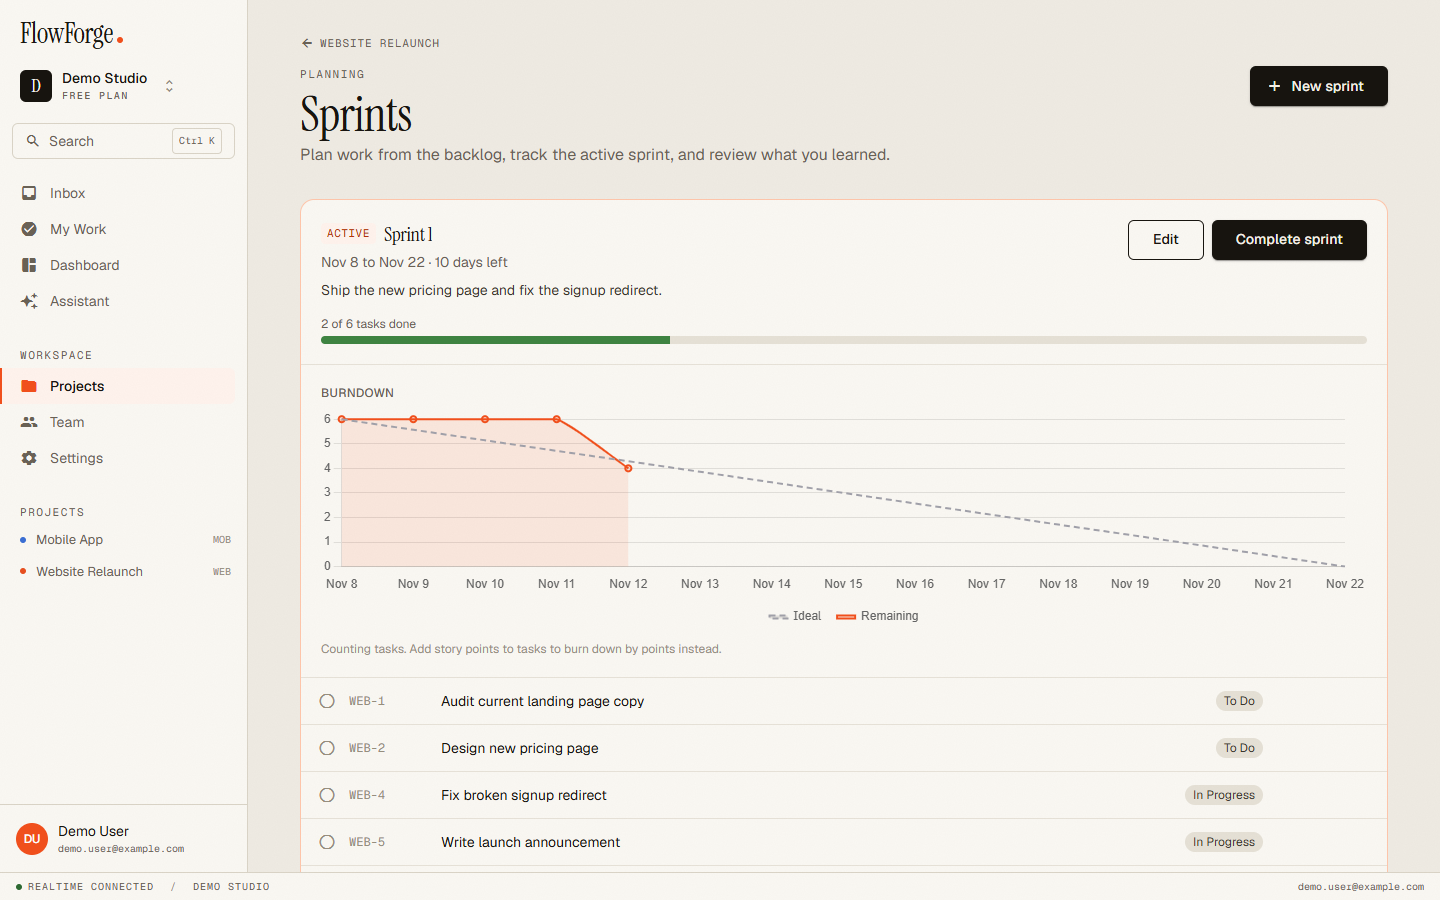 FlowForge.
D
Demo Studio
FREE PLAN
Search
Ctrl K
Inbox
My Work
Dashboard
Assistant
WORKSPACE
Projects
Team
Settings
PROJECTS
Mobile App
MOB
Website Relaunch
WEB
DU
Demo User
demo.user@example.com
← WEBSITE RELAUNCH
PLANNING
Sprints
Plan work from the backlog, track the active sprint, and review what you learned.
+ New sprint
ACTIVE Sprint 1
Nov 8 to Nov 22 · 10 days left
Ship the new pricing page and fix the signup redirect.
Edit
Complete sprint
2 of 6 tasks done
BURNDOWN
6
5
4
3
2
1
0
Nov 8 Nov 9 Nov 10 Nov 11 Nov 12 Nov 13 Nov 14 Nov 15 Nov 16 Nov 17 Nov 18 Nov 19 Nov 20 Nov 21 Nov 22
Ideal Remaining
Counting tasks. Add story points to tasks to burn down by points instead.
WEB-1 Audit current landing page copy To Do
WEB-2 Design new pricing page To Do
WEB-4 Fix broken signup redirect In Progress
WEB-5 Write launch announcement In Progress
REALTIME CONNECTED / DEMO STUDIO
demo.user@example.com